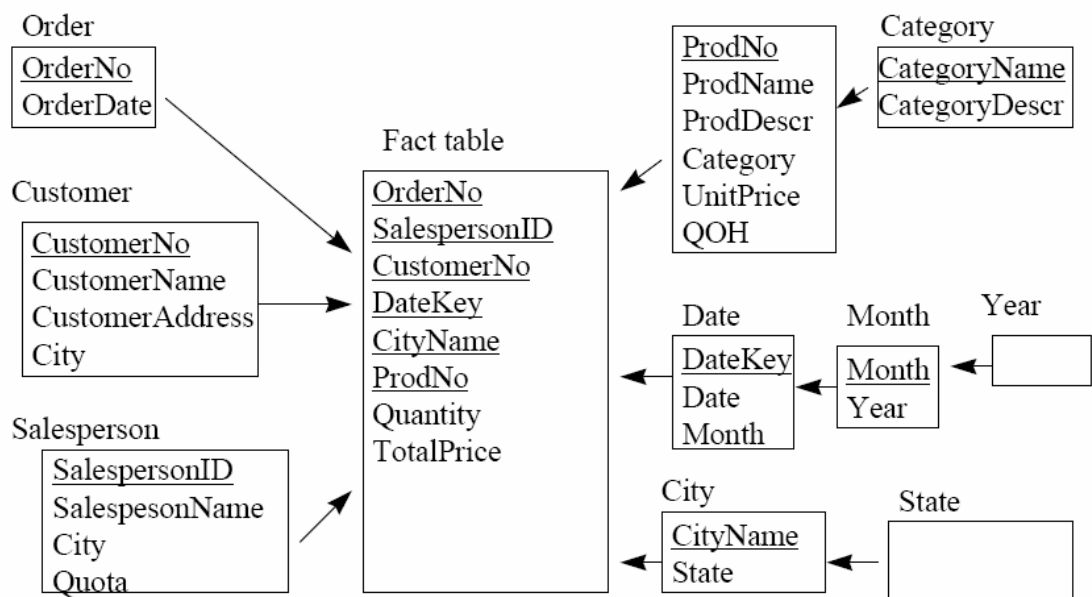 Order
OrderNo
OrderDate
Customer
CustomerNo
CustomerName
CustomerAddress
City
Salesperson
SalespersonID
SalespesonName
City
Quota
Fact table
OrderNo
SalespersonID
CustomerNo
DateKey
CityName
ProdNo
Quantity
TotalPrice
ProdNo
ProdName
ProdDescr
Category
UnitPrice
QOH
Category
CategoryName
CategoryDescr
Date
DateKey
Date
Month
Month
Month
Year
Year
City
CityName
State
State